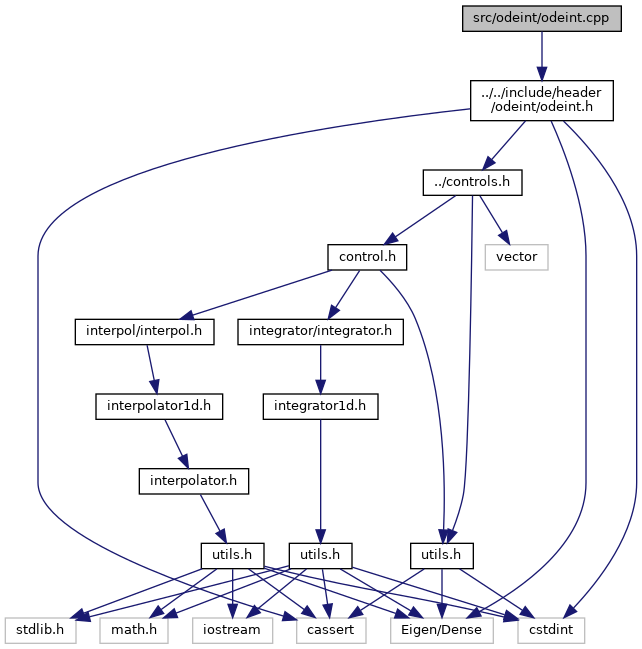 src/odeint/odeint.cpp
../../include/header
/odeint/odeint.h
../controls.h
control.h
vector
interpol/interpol.h
integrator/integrator.h
interpolator1d.h
integrator1d.h
interpolator.h
utils.h
utils.h
utils.h
stdlib.h
math.h
iostream
cassert
Eigen/Dense
cstdint